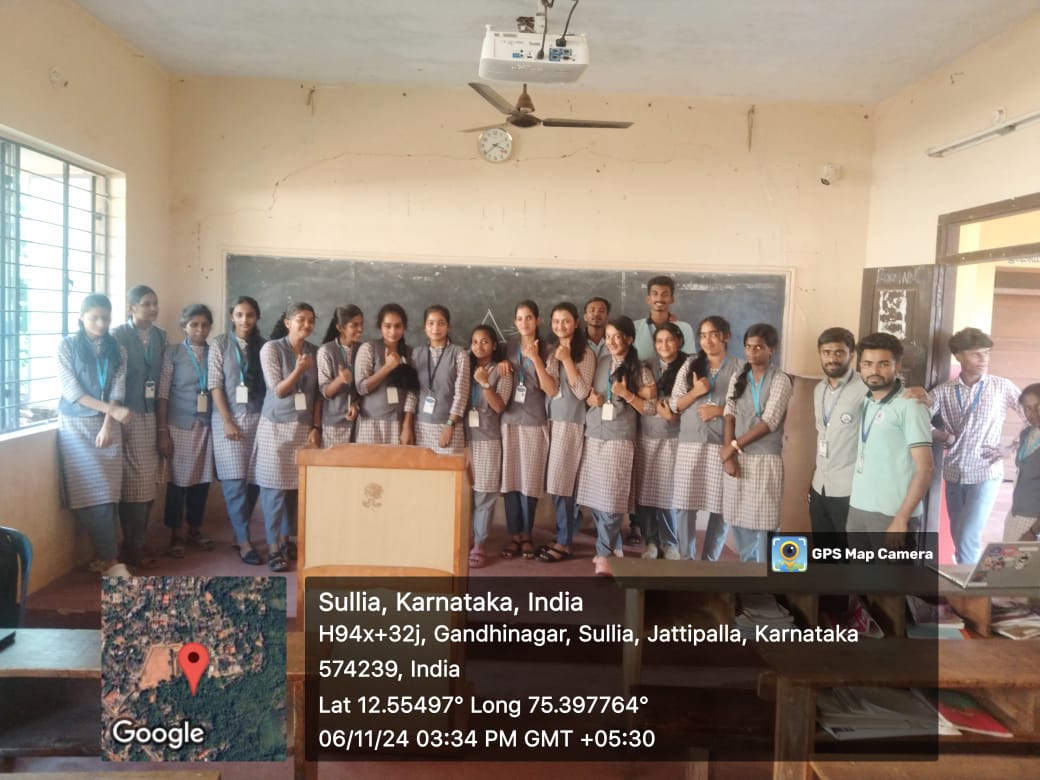 GPS Map Camera
Sullia, Karnataka, India
H94x+32j, Gandhinagar, Sullia, Jattipalla, Karnataka
574239, India
Lat 12.55497° Long 75.397764°
06/11/24 03:34 PM GMT +05:30
Google